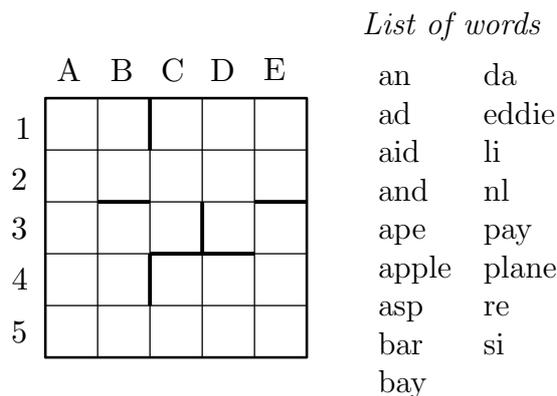 List of words
A B C D E
1
2
3
4
5
an da
ad eddie
aid li
and nl
ape pay
apple plane
asp re
bar si
bay